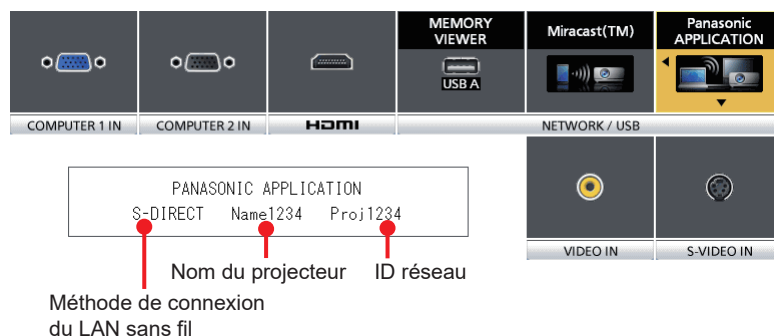 MEMORY
VIEWER
Miracast(TM)
Panasonic
APPLICATION
USB A
COMPUTER 1 IN
COMPUTER 2 IN
HDMI
NETWORK / USB
PANASONIC APPLICATION
S-DIRECT Name1234 Proj1234
VIDEO IN
S-VIDEO IN
Nom du projecteur
ID réseau
Méthode de connexion
du LAN sans fil